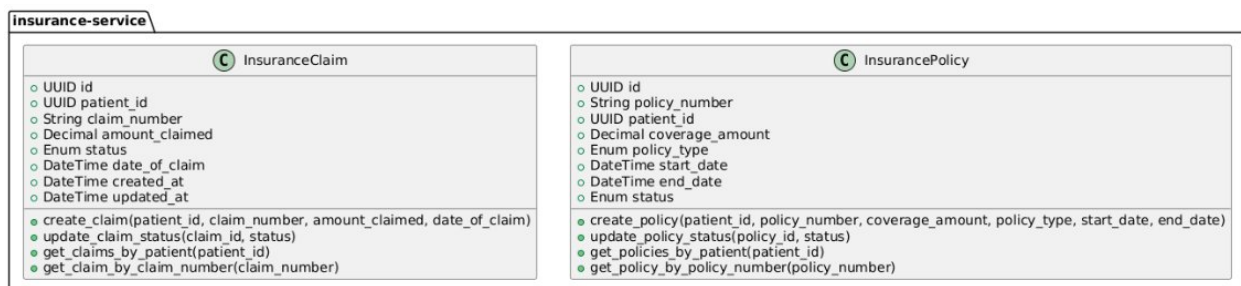 insurance-service
C InsuranceClaim
UUID id
UUID patient_id
String claim_number
Decimal amount_claimed
Enum status
DateTime date_of_claim
DateTime created_at
DateTime updated_at
create_claim(patient_id, claim_number, amount_claimed, date_of_claim)
update_claim_status(claim_id, status)
get_claims_by_patient(patient_id)
get_claim_by_claim_number(claim_number)
C InsurancePolicy
UUID id
String policy_number
UUID patient_id
Decimal coverage_amount
Enum policy_type
DateTime start_date
DateTime end_date
Enum status
create_policy(patient_id, policy_number, coverage_amount, policy_type, start_date, end_date)
update_policy_status(policy_id, status)
get_policies_by_patient(patient_id)
get_policy_by_policy_number(policy_number)